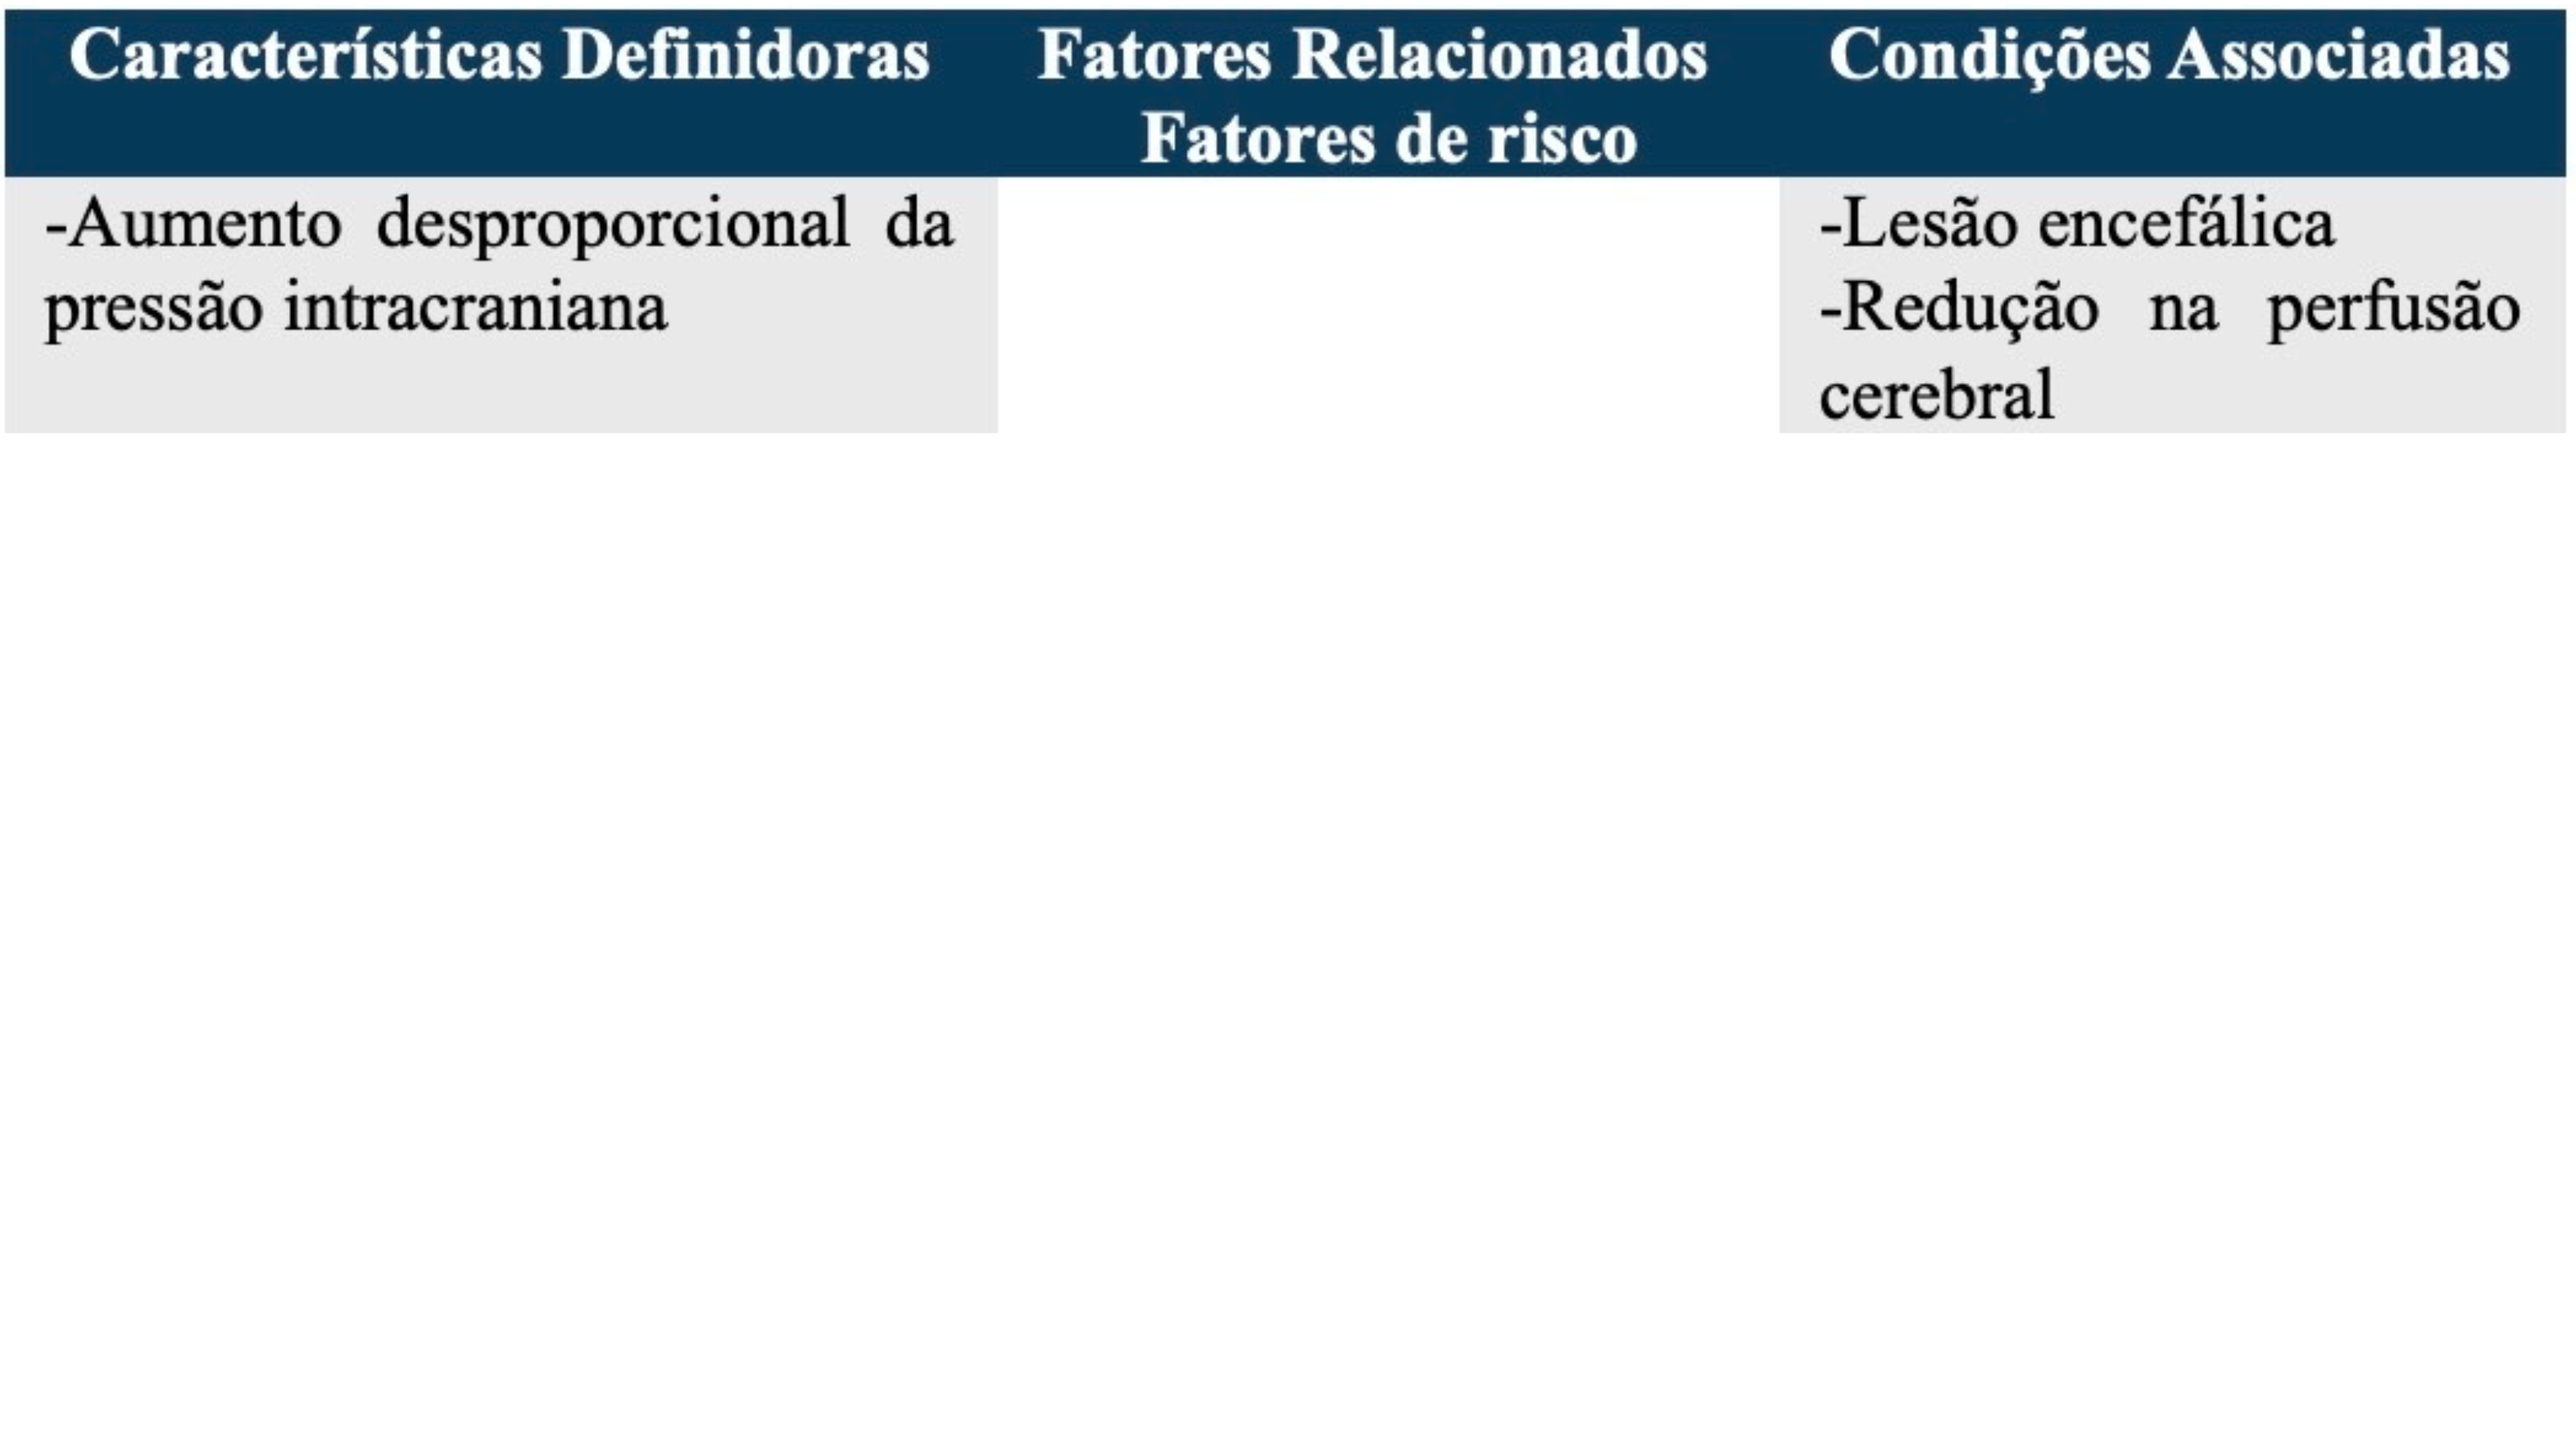 Características Definidoras
Fatores Relacionados
Fatores de risco
Condições Associadas
-Aumento desproporcional da
pressão intracraniana
-Lesão encefálica
-Redução na perfusão
cerebral